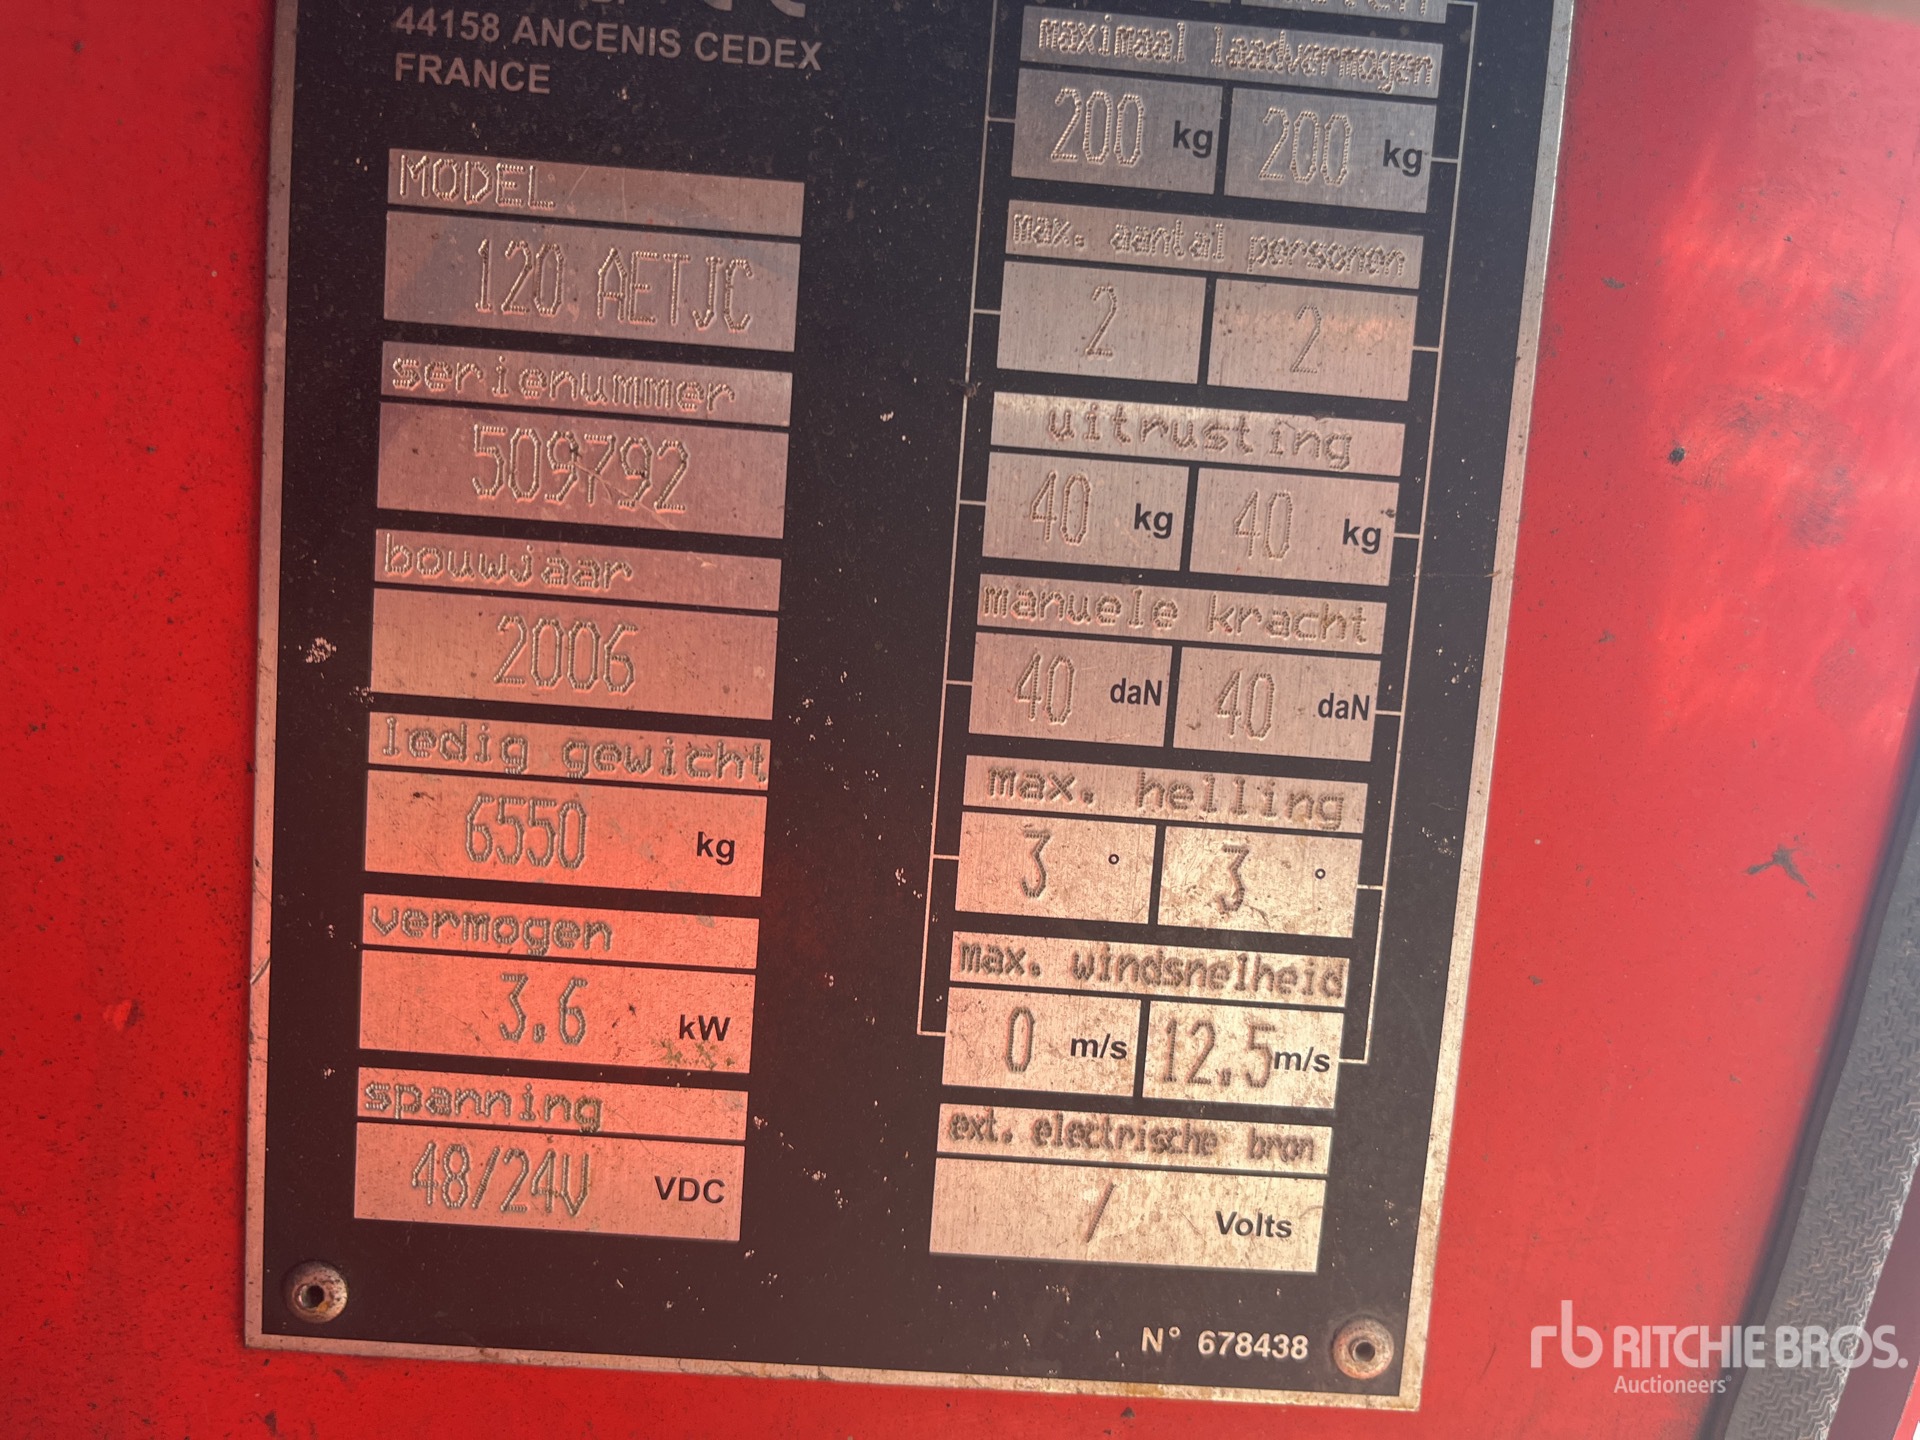 44158 ANCENIS CEDEX
FRANCE
MODEL
120 AETJC
serienummer
509792
bouwjaar
2006
ledig gewicht
6550 kg
vermogen
3.6 kW
spanning
48/24V VDC
maximaal laadvermogen
200 kg 200 kg
max. aantal personen
2 2
uitrusting
40 kg 40 kg
manuele kracht
40 daN 40 daN
max. helling
3 ° 3 °
max. windsnelheid
0 m/s 12.5 m/s
ext. electrische bron
/ Volts
N° 678438
rb RITCHIE BROS.
Auctioneers